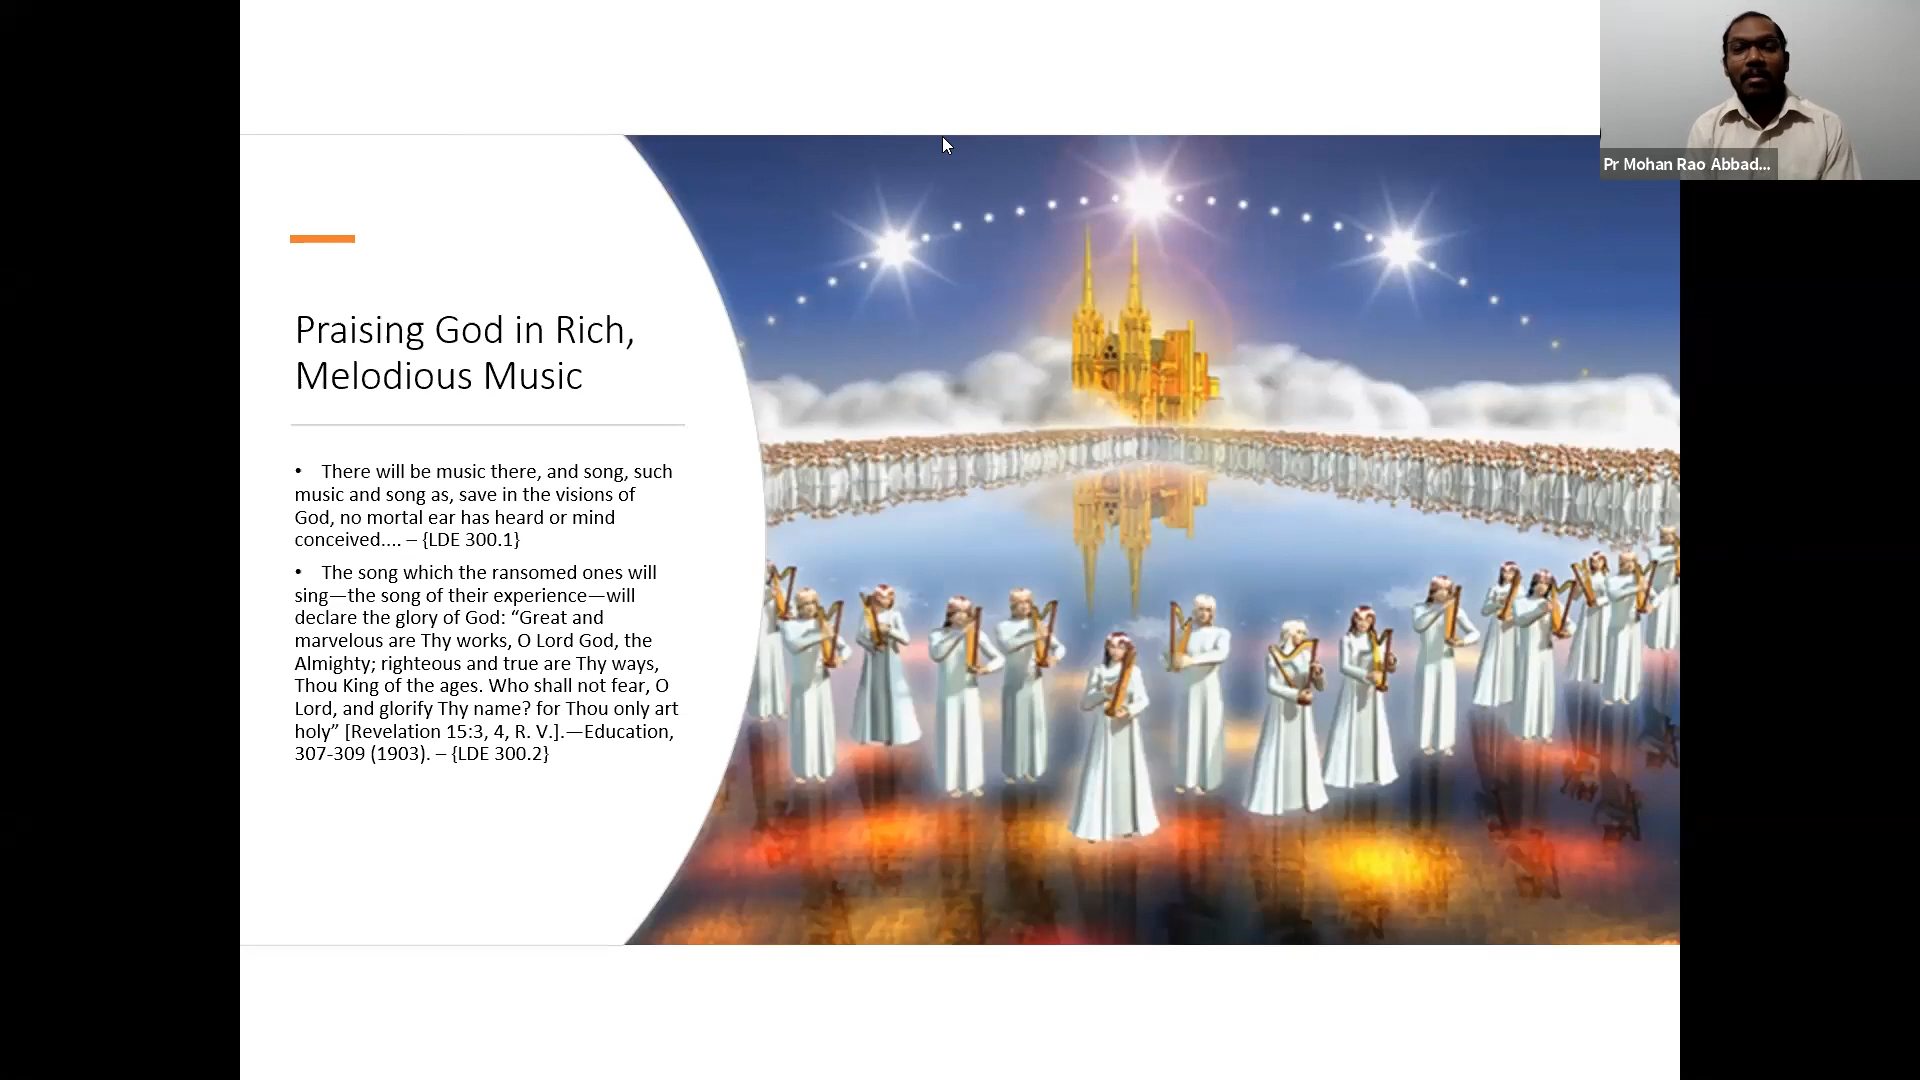 Pr Mohan Rao Abbad...
Praising God in Rich,
Melodious Music
• There will be music there, and song, such
music and song as, save in the visions of
God, no mortal ear has heard or mind
conceived.... – {LDE 300.1}
• The song which the ransomed ones will
sing—the song of their experience—will
declare the glory of God: “Great and
marvelous are Thy works, O Lord God, the
Almighty; righteous and true are Thy ways,
Thou King of the ages. Who shall not fear, O
Lord, and glorify Thy name? for Thou only art
holy” [Revelation 15:3, 4, R. V.].—Education,
307-309 (1903). – {LDE 300.2}